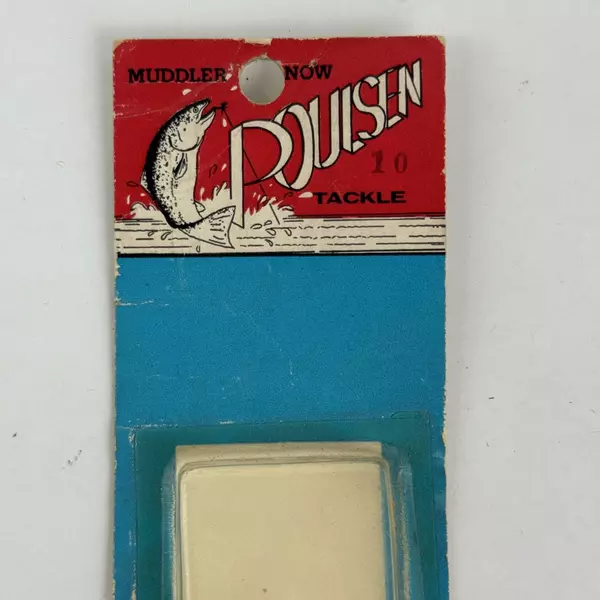 MUDDLER NOW
POULSEN
10
TACKLE